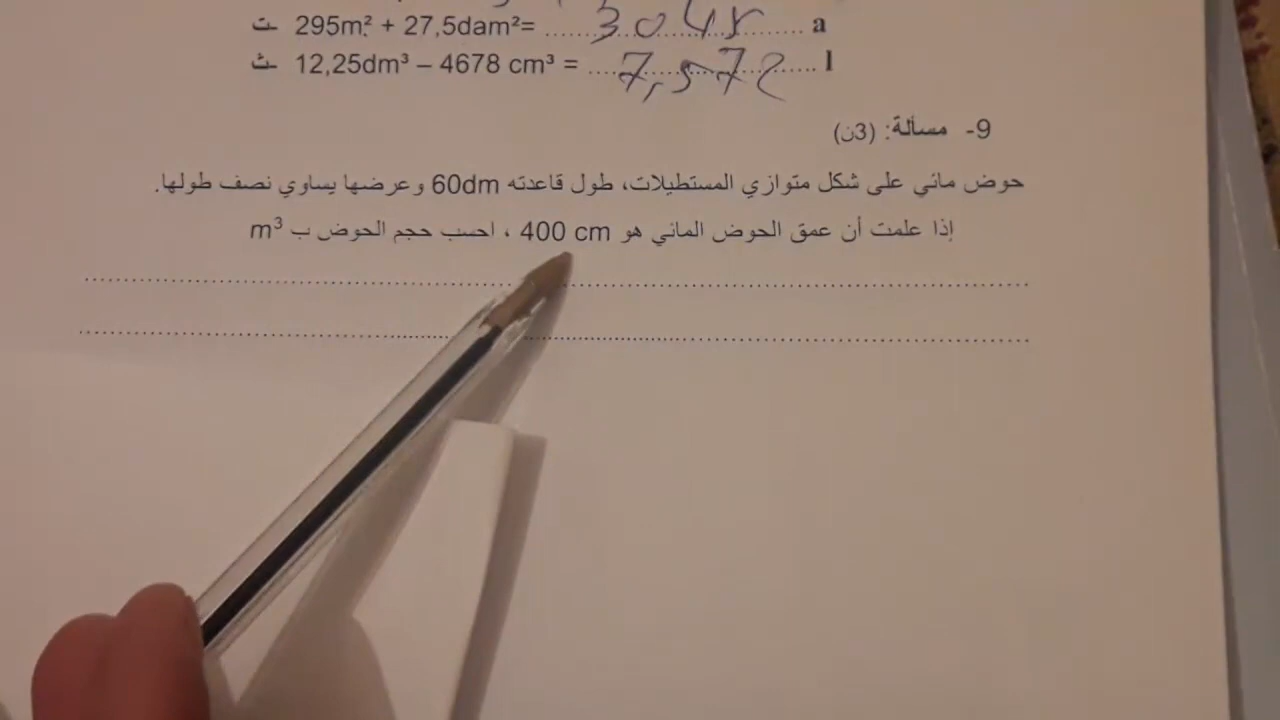 ت- 295m² + 27,5dam²= .......... 3045 .......... a
ث- 12,25dm³ – 4678 cm³ = .......... 7,572 .......... l
9- مسألة: (3ن)
حوض مائي على شكل متوازي المستطيلات، طول قاعدته 60dm وعرضها يساوي نصف طولها.
إذا علمت أن عمق الحوض المائي هو 400 cm ، احسب حجم الحوض ب m³